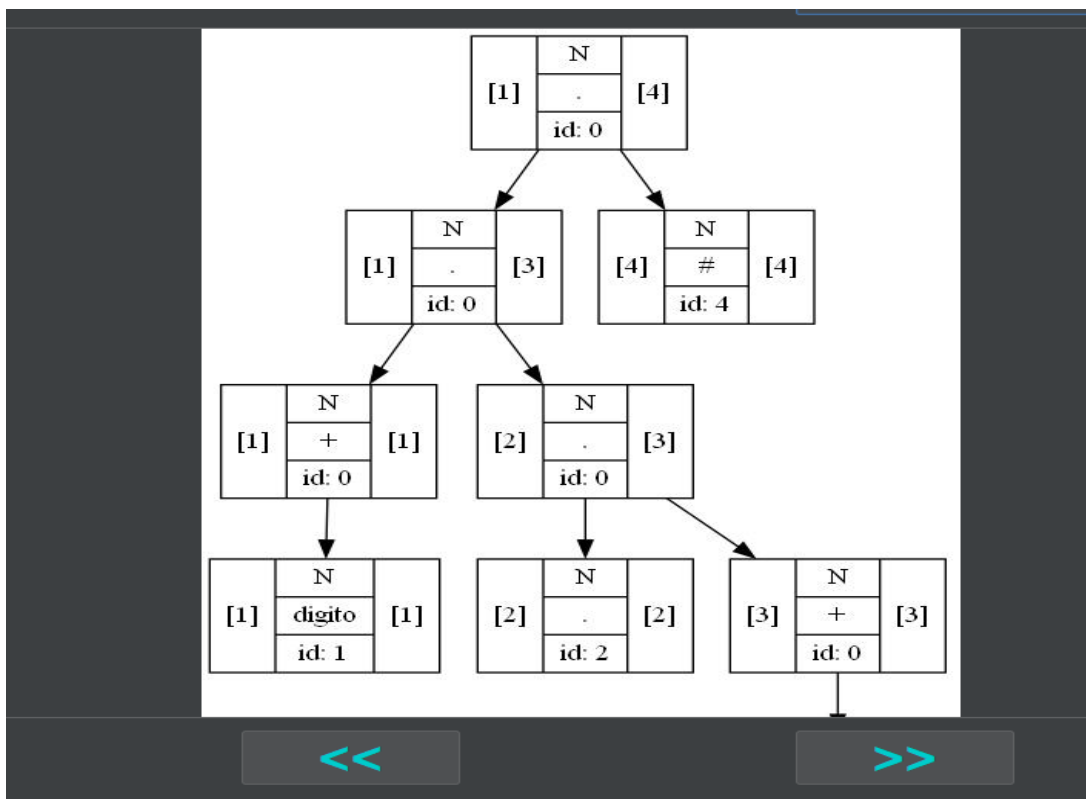 N
[1] . [4]
id: 0
N N
[1] . [3] [4] # [4]
id: 0 id: 4
N N
[1] + [1] [2] . [3]
id: 0 id: 0
N N N
[1] digito [1] [2] . [2] [3] + [3]
id: 1 id: 2 id: 0
<< >>